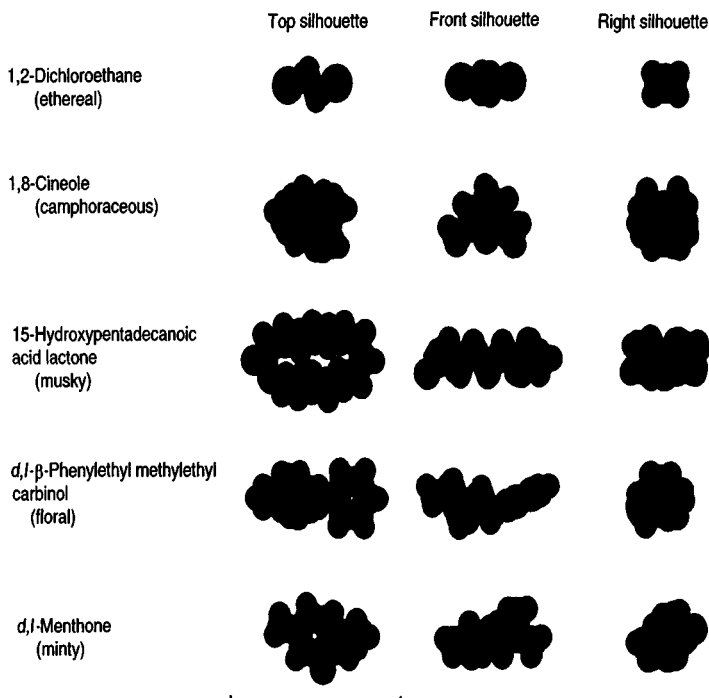 Top silhouette Front silhouette Right silhouette
1,2-Dichloroethane
(ethereal)
1,8-Cineole
(camphoraceous)
15-Hydroxypentadecanoic
acid lactone
(musky)
d,l-β-Phenylethyl methylethyl
carbinol
(floral)
d,l-Menthone
(minty)